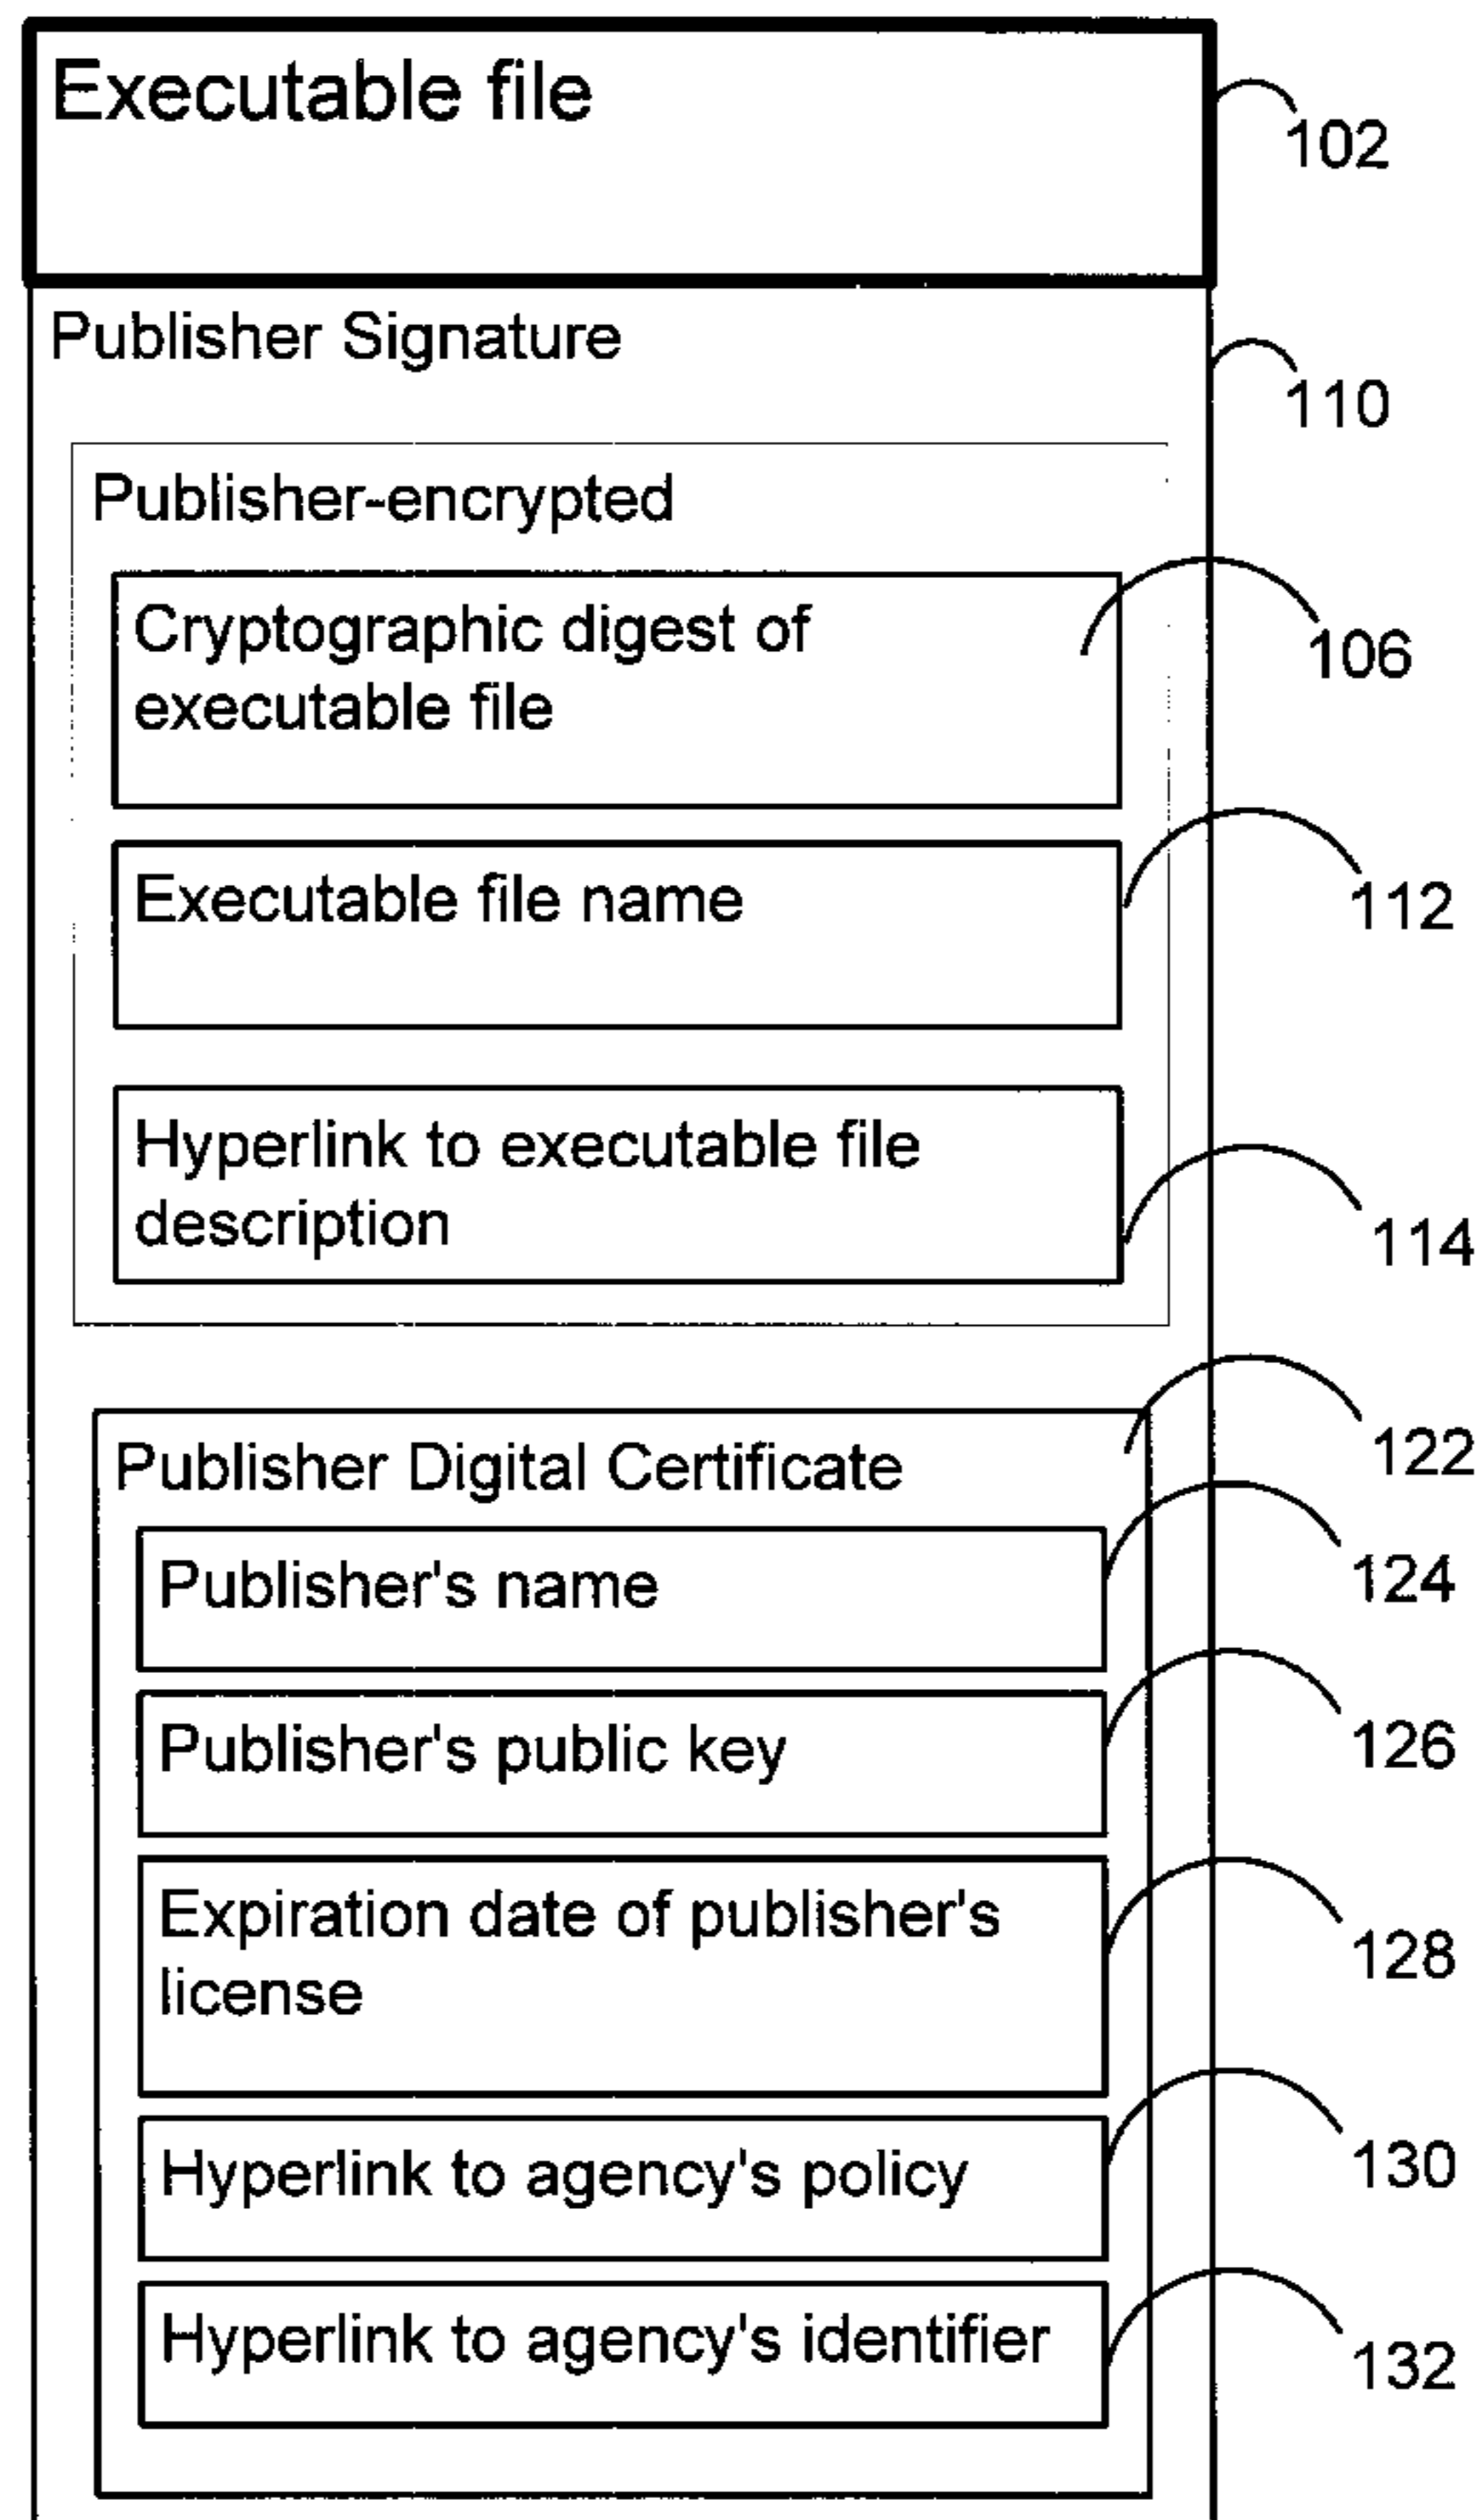 Executable file
102
Publisher Signature
110
Publisher-encrypted
Cryptographic digest of
executable file
106
Executable file name
112
Hyperlink to executable file
description
114
Publisher Digital Certificate
122
Publisher's name
124
Publisher's public key
126
Expiration date of publisher's
license
128
Hyperlink to agency's policy
130
Hyperlink to agency's identifier
132